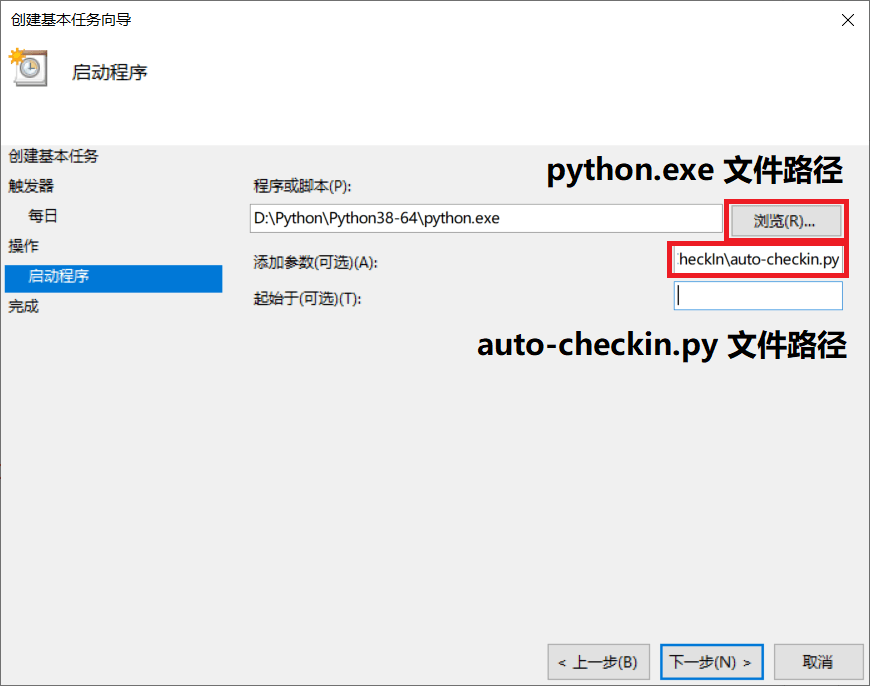 创建基本任务向导
启动程序
创建基本任务
触发器
每日
操作
启动程序
完成
python.exe 文件路径
程序或脚本(P):
D:\Python\Python38-64\python.exe
浏览(R)...
添加参数(可选)(A):
heckIn\auto-checkin.py
起始于(可选)(T):
auto-checkin.py 文件路径
< 上一步(B)
下一步(N) >
取消